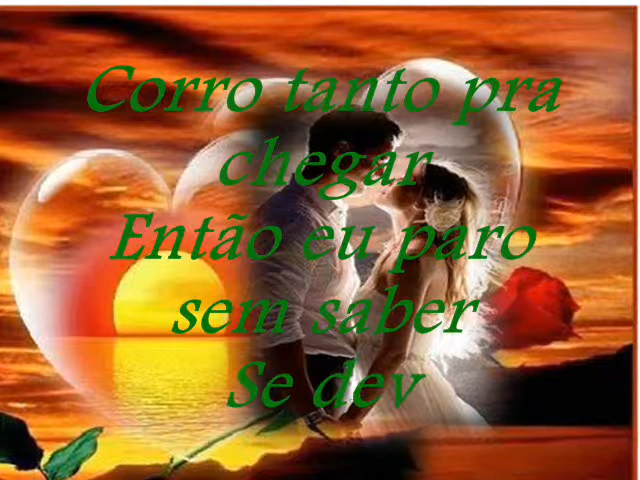 Corro tanto pra
chegar
Então eu paro
sem saber
Se dev